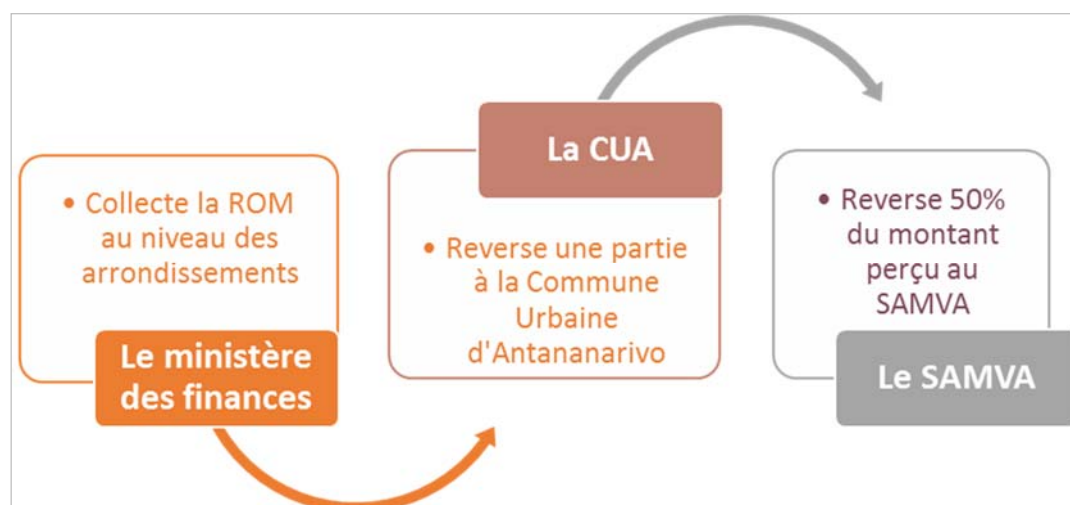 • Collecte la ROM
au niveau des
arrondissements
Le ministère
des finances
La CUA
• Reverse une partie
à la Commune
Urbaine
d'Antananarivo
• Reverse 50%
du montant
perçu au
SAMVA
Le SAMVA